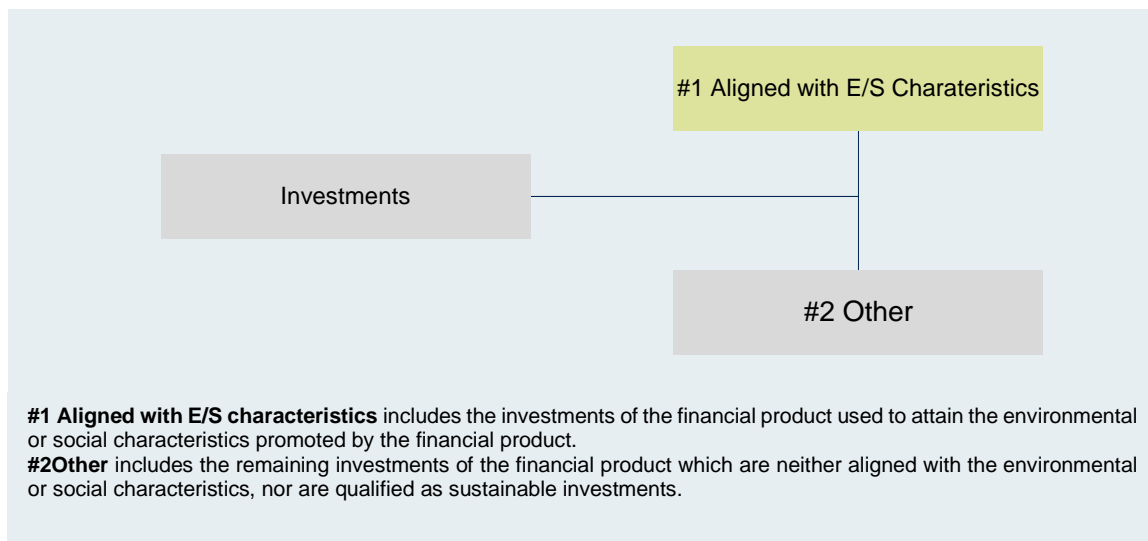 #1 Aligned with E/S Charateristics
Investments
#2 Other
#1 Aligned with E/S characteristics includes the investments of the financial product used to attain the environmental
or social characteristics promoted by the financial product.
#2Other includes the remaining investments of the financial product which are neither aligned with the environmental
or social characteristics, nor are qualified as sustainable investments.